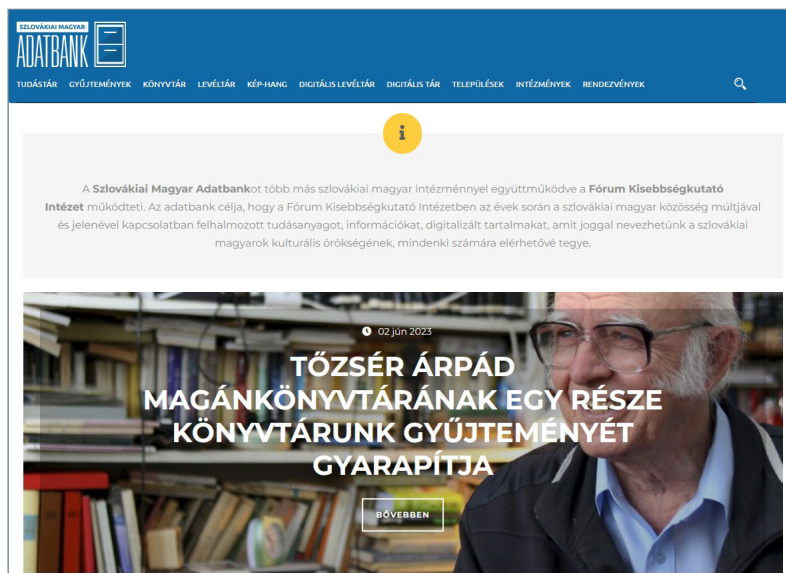 SZLOVÁKIAI MAGYAR
ADATBANK
TUDÁSTÁR GYŰJTEMÉNYEK KÖNYVTÁR LEVÉLTÁR KÉP-HANG DIGITÁLIS LEVÉLTÁR DIGITÁLIS TÁR TELEPÜLÉSEK INTÉZMÉNYEK RENDEZVÉNYEK
i
A Szlovákiai Magyar Adatbankot több más szlovákiai magyar intézménnyel együttműködve a Fórum Kisebbségkutató
Intézet működteti. Az adatbank célja, hogy a Fórum Kisebbségkutató Intézetben az évek során a szlovákiai magyar közösség múltjával
és jelenével kapcsolatban felhalmozott tudásanyagot, információkat, digitalizált tartalmakat, amit joggal nevezhetünk a szlovákiai
magyarok kulturális örökségének, mindenki számára elérhetővé tegye.
02 jún 2023
TŐZSÉR ÁRPÁD
MAGÁNKÖNYVTÁRÁNAK EGY RÉSZE
KÖNYVTÁRUNK GYŰJTEMÉNYÉT
GYARAPÍTJA
BŐVEBBEN